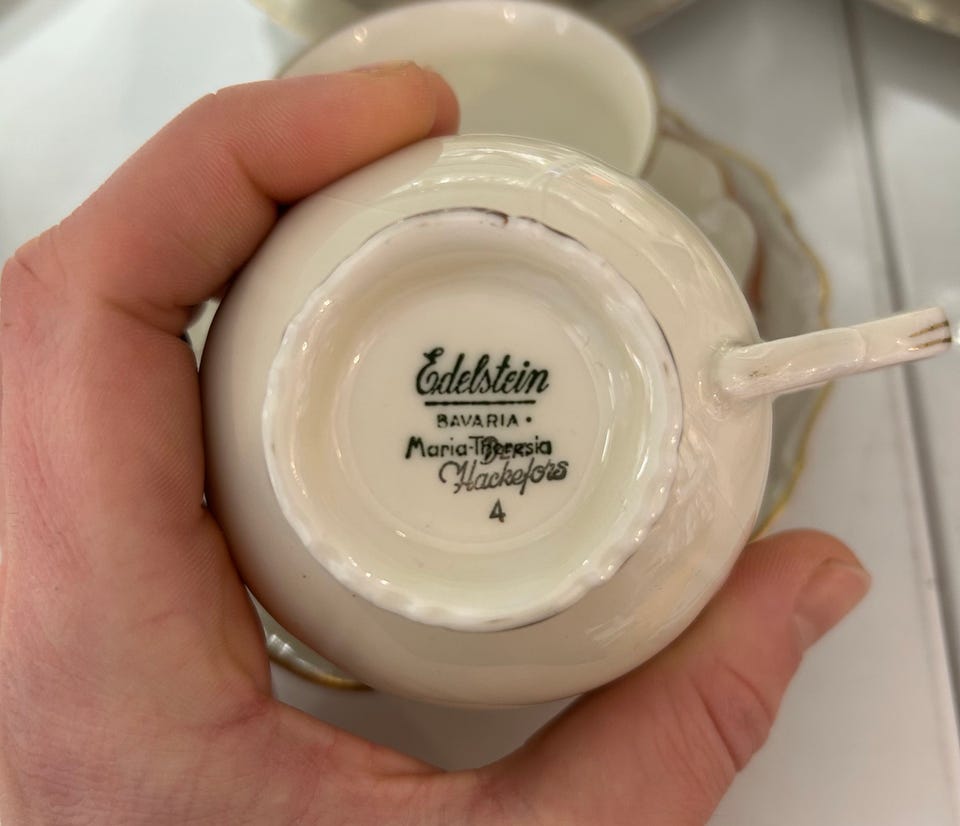 Edelstein
BAVARIA
Maria-Theresia
Hackefors
4